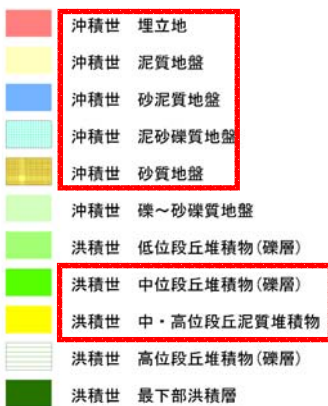 沖積世 埋立地
沖積世 泥質地盤
沖積世 砂泥質地盤
沖積世 泥砂礫質地盤
沖積世 砂質地盤
沖積世 礫～砂礫質地盤
洪積世 低位段丘堆積物(礫層)
洪積世 中位段丘堆積物(礫層)
洪積世 中・高位段丘泥質堆積物
洪積世 高位段丘堆積物(礫層)
洪積世 最下部洪積層